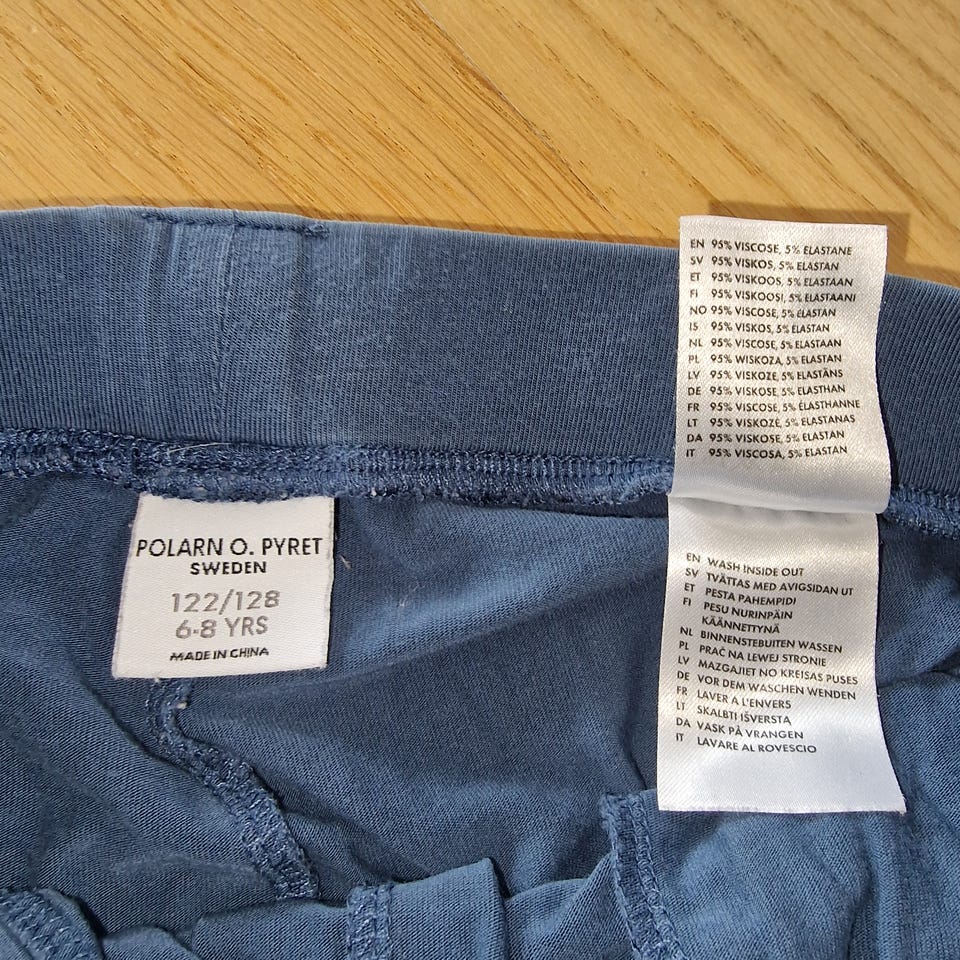 POLARN O. PYRET
SWEDEN
122/128
6-8 YRS
MADE IN CHINA
EN 95% VISCOSE, 5% ELASTANE
SV 95% VISKOS, 5% ELASTAN
ET 95% VISKOOS, 5% ELASTAAN
FI 95% VISKOOSI, 5% ELASTAANI
NO 95% VISCOSE, 5% ELASTAN
IS 95% VISKOS, 5% ELASTAN
NL 95% VISCOSE, 5% ELASTAAN
PL 95% WISKOZA, 5% ELASTAN
LV 95% VISKOZE, 5% ELASTĀNS
DE 95% VISKOSE, 5% ELASTHAN
FR 95% VISCOSE, 5% ÉLASTHANNE
LT 95% VISKOZĖ, 5% ELASTANAS
DA 95% VISKOSE, 5% ELASTAN
IT 95% VISCOSA, 5% ELASTAN
EN WASH INSIDE OUT
SV TVÄTTAS MED AVIGSIDAN UT
ET PESTA PAHEMPIDI
FI PESU NURINPÄIN
KÄÄNNETTYNÄ
NL BINNENSTEBUITEN WASSEN
PL PRAĆ NA LEWEJ STRONIE
LV MAZGAJIET NO KREISAS PUSES
DE VOR DEM WASCHEN WENDEN
FR LAVER A L'ENVERS
LT SKALBTI IŠVERSTA
DA VASK PÅ VRANGEN
IT LAVARE AL ROVESCIO